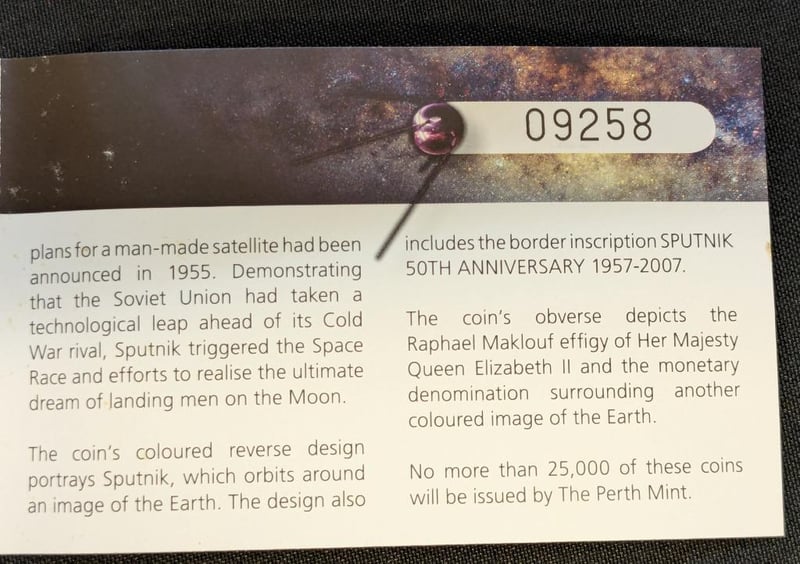 09258
plans for a man-made satellite had been
announced in 1955. Demonstrating
that the Soviet Union had taken a
technological leap ahead of its Cold
War rival, Sputnik triggered the Space
Race and efforts to realise the ultimate
dream of landing men on the Moon.
The coin's coloured reverse design
portrays Sputnik, which orbits around
an image of the Earth. The design also
includes the border inscription SPUTNIK
50TH ANNIVERSARY 1957-2007.
The coin's obverse depicts the
Raphael Maklouf effigy of Her Majesty
Queen Elizabeth II and the monetary
denomination surrounding another
coloured image of the Earth.
No more than 25,000 of these coins
will be issued by The Perth Mint.